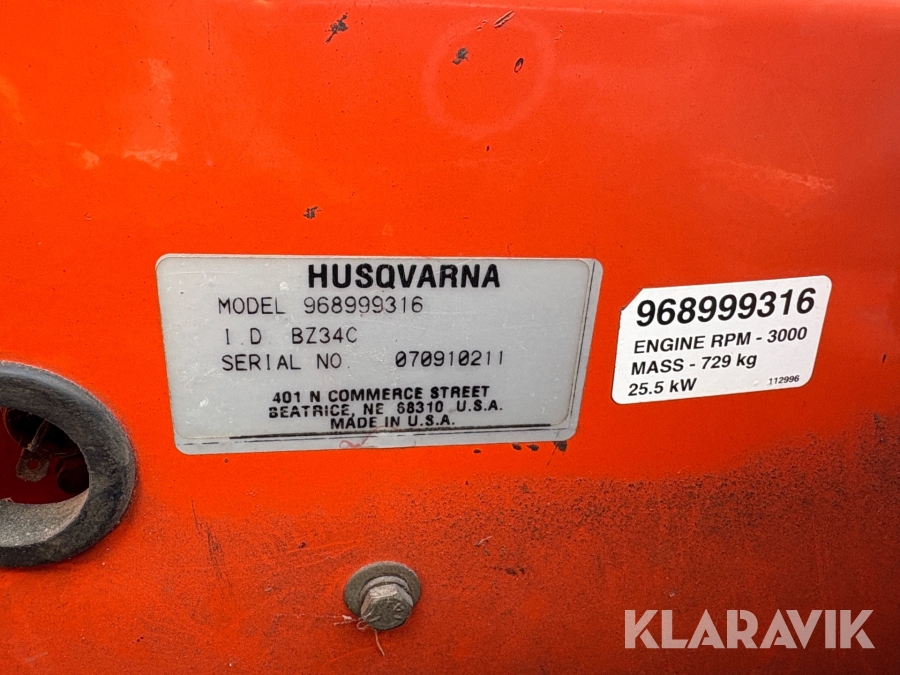 HUSQVARNA
MODEL 968999316
I.D BZ34C
SERIAL NO. 070910211
401 N COMMERCE STREET
BEATRICE, NE 68310 U.S.A.
MADE IN U.S.A.
968999316
ENGINE RPM - 3000
MASS - 729 kg
25.5 kW 112996
KLARAVIK